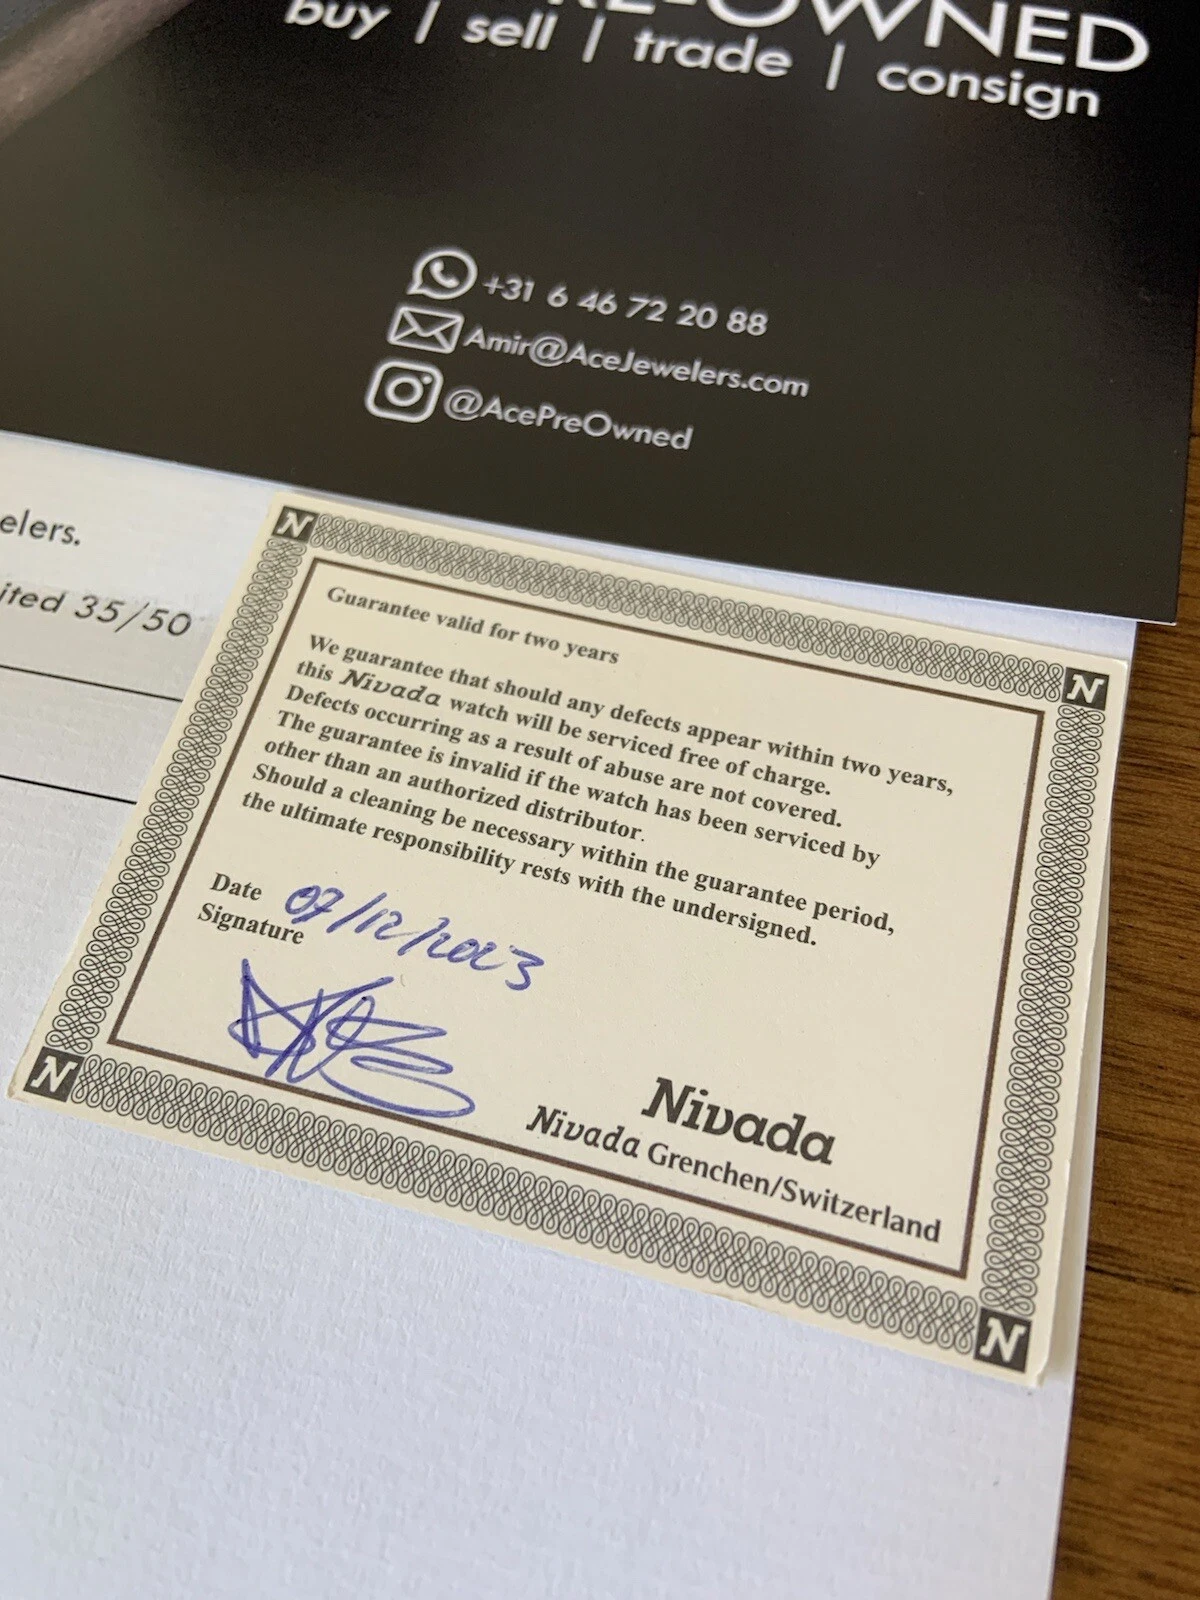 -OWNED
buy | sell | trade | consign
+31 6 46 72 20 88
Amir@AceJewelers.com
@AcePreOwned
elers.
ited 35/50
N
N
Guarantee valid for two years
We guarantee that should any defects appear within two years,
this Nivada watch will be serviced free of charge.
Defects occurring as a result of abuse are not covered.
The guarantee is invalid if the watch has been serviced by
other than an authorized distributor.
Should a cleaning be necessary within the guarantee period,
the ultimate responsibility rests with the undersigned.
Date 07/12/2023
Signature
Nivada
Nivada Grenchen/Switzerland
N
N